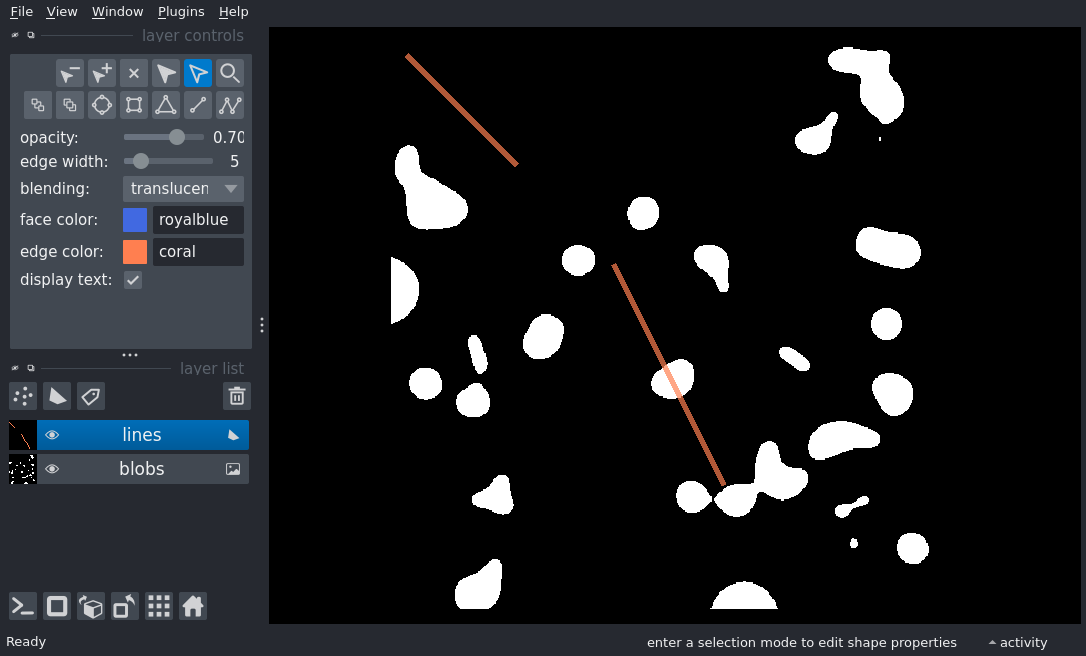 File View Window Plugins Help
layer controls
opacity: 0.70
edge width: 5
blending: translucen
face color: royalblue
edge color: coral
display text:
layer list
lines
blobs
Ready enter a selection mode to edit shape properties activity